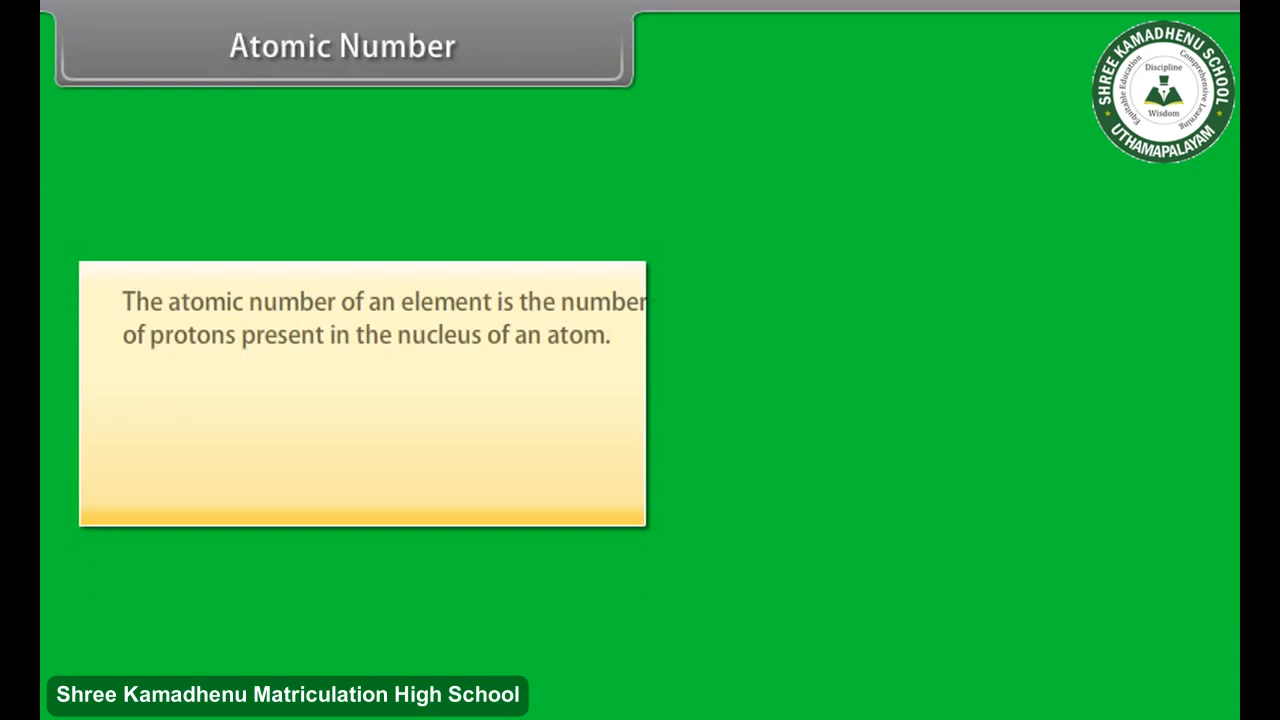 Atomic Number
SHREE KAMADHENU SCHOOL
Equitable Education
Discipline
Comprehensive Learning
Wisdom
UTHAMAPALAYAM
The atomic number of an element is the number
of protons present in the nucleus of an atom.
Shree Kamadhenu Matriculation High School